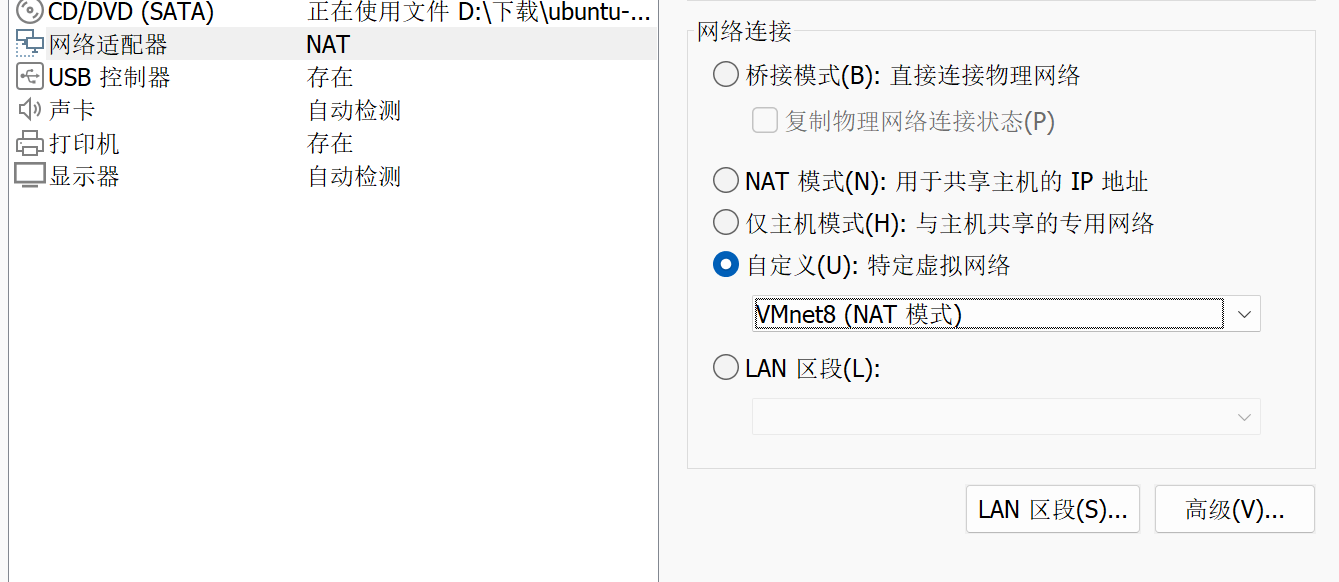 CD/DVD (SATA) 正在使用文件 D:\下载\ubuntu-...
网络适配器 NAT
USB 控制器 存在
声卡 自动检测
打印机 存在
显示器 自动检测
网络连接
桥接模式(B): 直接连接物理网络
复制物理网络连接状态(P)
NAT 模式(N): 用于共享主机的 IP 地址
仅主机模式(H): 与主机共享的专用网络
自定义(U): 特定虚拟网络
VMnet8 (NAT 模式)
LAN 区段(L):
LAN 区段(S)... 高级(V)...